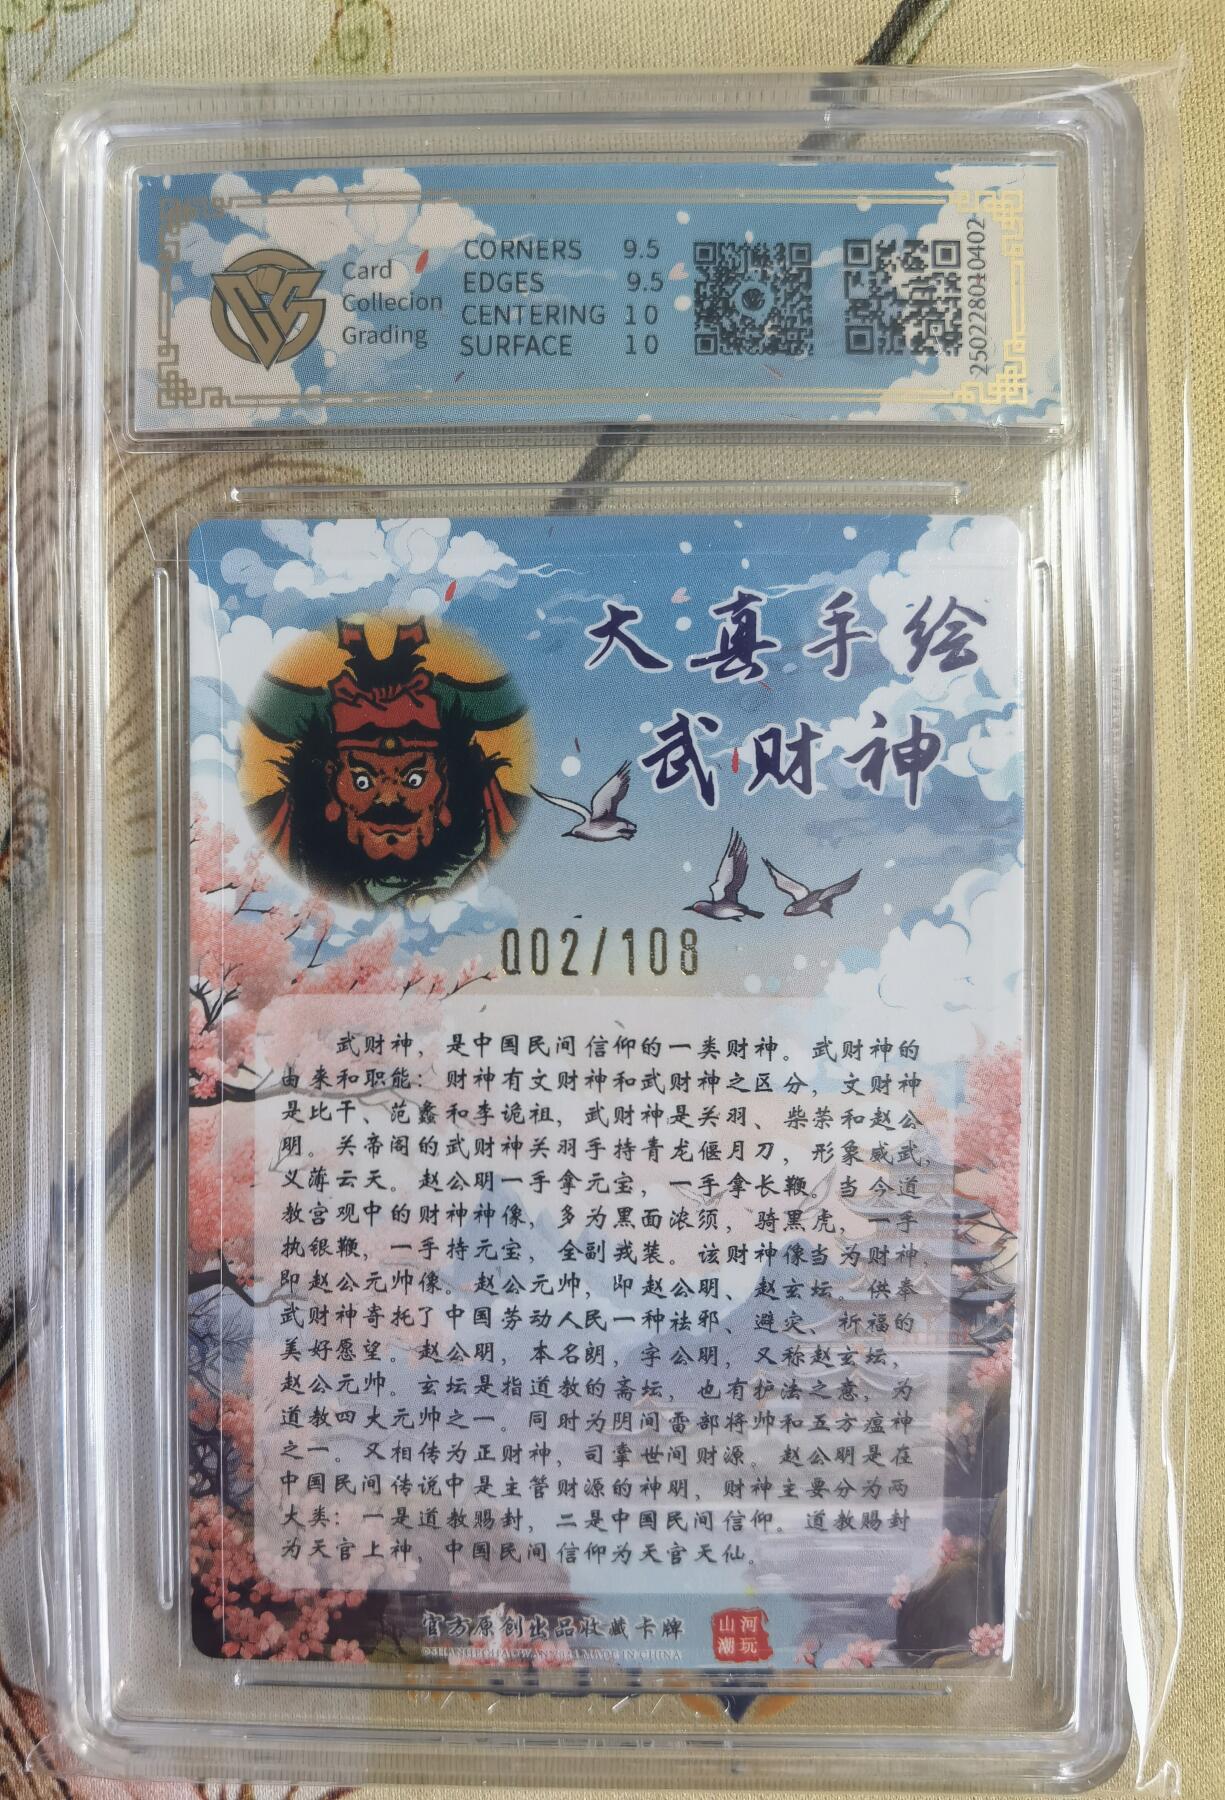 Card
Collecion
Grading
CORNERS 9.5
EDGES 9.5
CENTERING 10
SURFACE 10
250228010402
大真手绘
武财神
002/108
武财神，是中国民间信仰的一类财神。武财神的
由来和职能：财神有文财神和武财神之区分，文财神
是比干、范蠡和李诡祖，武财神是关羽、柴荣和赵公
明。关帝阁的武财神关羽手持青龙偃月刀，形象威武，
义薄云天。赵公明一手拿元宝，一手拿长鞭。当今道
教宫观中的财神神像，多为黑面浓须，骑黑虎，一手
执银鞭，一手持元宝，全副戎装。该财神像当为财神，
即赵公元帅像。赵公元帅，即赵公明、赵玄坛。供奉
武财神寄托了中国劳动人民一种祛邪、避灾、祈福的
美好愿望。赵公明，本名朗，字公明，又称赵玄坛，
赵公元帅。玄坛是指道教的斋坛，也有护法之意，为
道教四大元帅之一。同时为阴间雷部将帅和五方瘟神
之一。又相传为正财神，司掌世间财源。赵公明是在
中国民间传说中是主管财源的神明，财神主要分为两
大类：一是道教赐封，二是中国民间信仰。道教赐封
为天官上神，中国民间信仰为天官天仙。
官方原创出品收藏卡牌
山河
潮玩